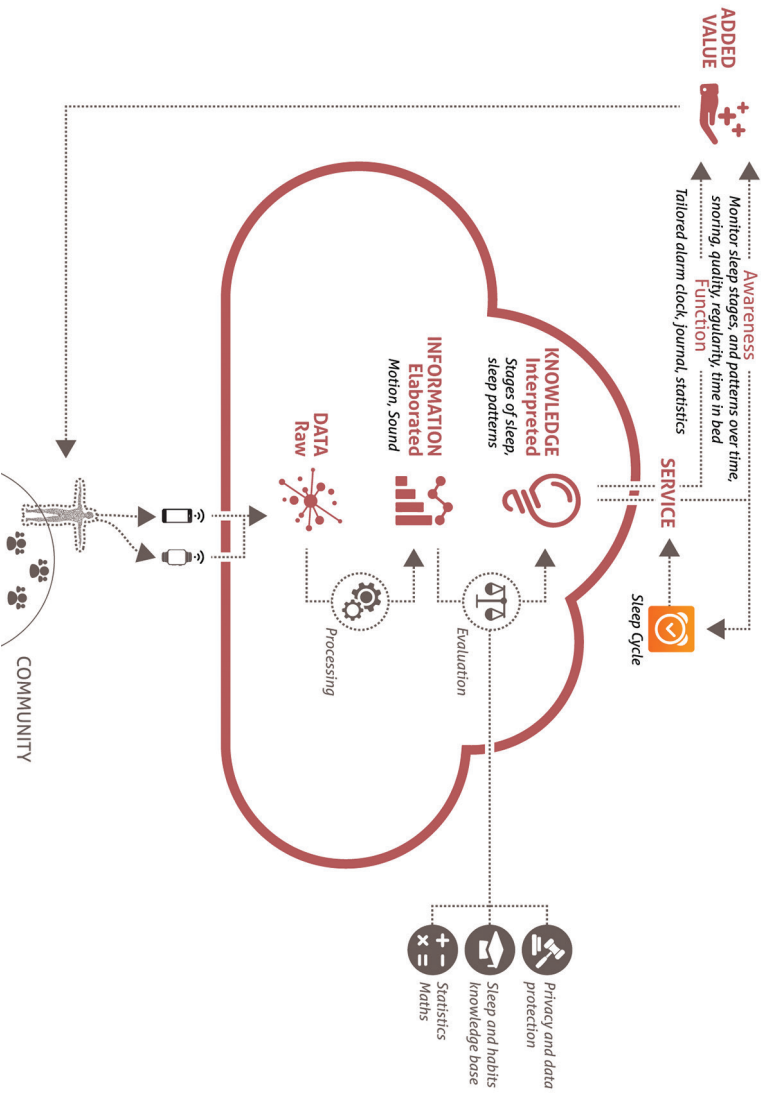 ADDED
VALUE
Awareness
Monitor sleep stages, and patterns over time,
snoring, quality, regularity, time in bed
Function
Tailored alarm clock, journal, statistics
SERVICE
Sleep Cycle
KNOWLEDGE
Interpreted
Stages of sleep,
sleep patterns
INFORMATION
Elaborated
Motion, Sound
DATA
Raw
Evaluation
Processing
Privacy and data
protection
Sleep and habits
knowledge base
Statistics
Maths
COMMUNITY